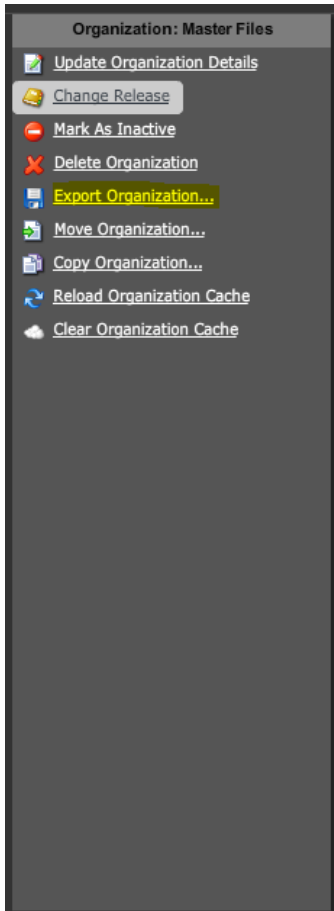 Organization: Master Files
Update Organization Details
Change Release
Mark As Inactive
Delete Organization
Export Organization...
Move Organization...
Copy Organization...
Reload Organization Cache
Clear Organization Cache